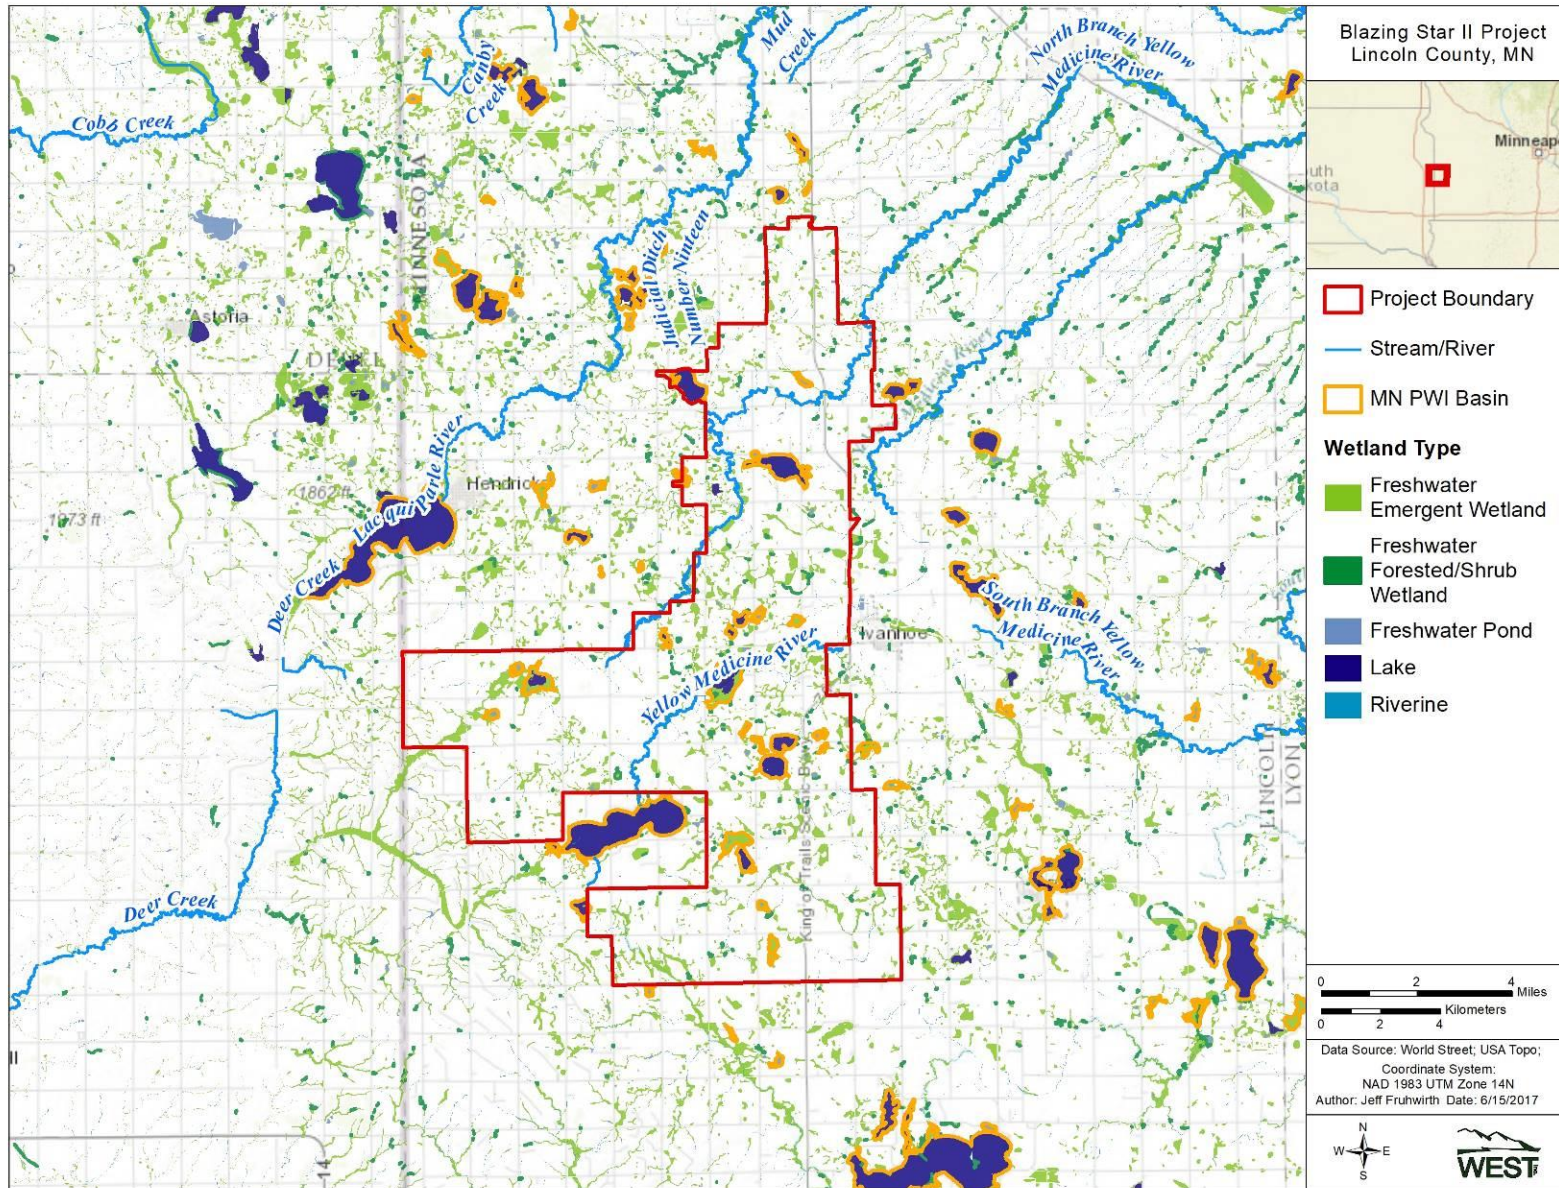 Mud
Creek
North Branch Yellow
Medicine River
Canby
Creek
Cobb Creek
MINNESOTA
Judicial Ditch
Number Ninteen
Astoria
DEUEL
Hendricks
1862 ft
1973 ft
Lac qui Parle River
Deer Creek
South Branch Yellow
Medicine River
Ivanhoe
Yellow Medicine River
LINCOLN
LYON
King of Trails Scenic Byway
Deer Creek
14
Blazing Star II Project
Lincoln County, MN
Minneap
uth
kota
Project Boundary
Stream/River
MN PWI Basin
Wetland Type
Freshwater
Emergent Wetland
Freshwater
Forested/Shrub
Wetland
Freshwater Pond
Lake
Riverine
0 2 4 Miles
Kilometers
0 2 4
Data Source: World Street; USA Topo;
Coordinate System:
NAD 1983 UTM Zone 14N
Author: Jeff Fruhwirth Date: 6/15/2017
N
W E
S
WEST